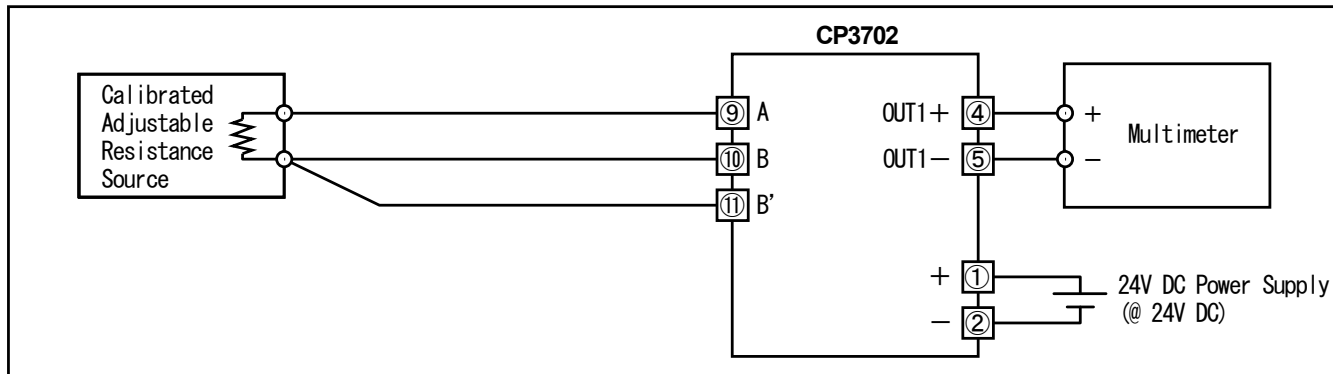 CP3702
Calibrated
Adjustable
Resistance
Source
⑨ A
⑩ B
⑪ B’
OUT1+ ④
OUT1− ⑤
+ ①
− ②
+
−
Multimeter
24V DC Power Supply
(@ 24V DC)